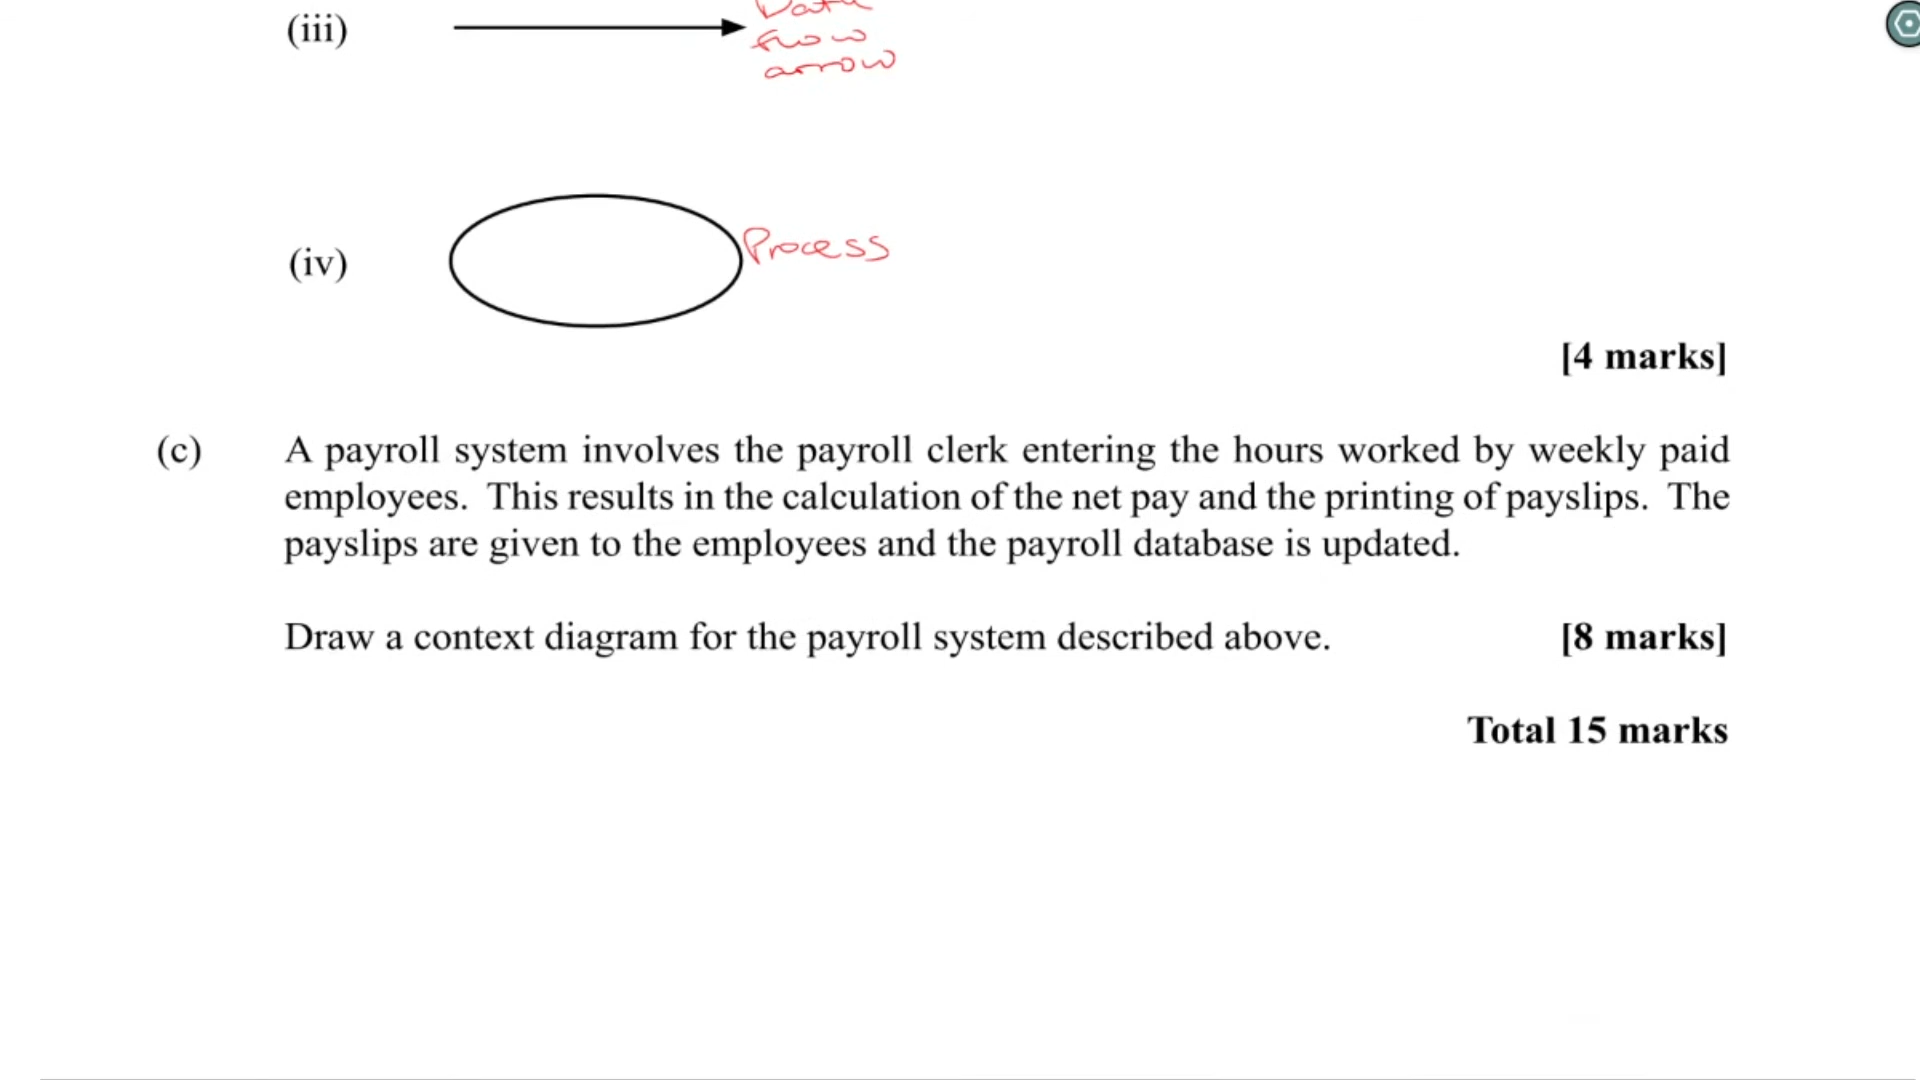 (iii)
Data
flow
arrow
(iv)
Process
[4 marks]
(c) A payroll system involves the payroll clerk entering the hours worked by weekly paid
employees. This results in the calculation of the net pay and the printing of payslips. The
payslips are given to the employees and the payroll database is updated.
Draw a context diagram for the payroll system described above. [8 marks]
Total 15 marks